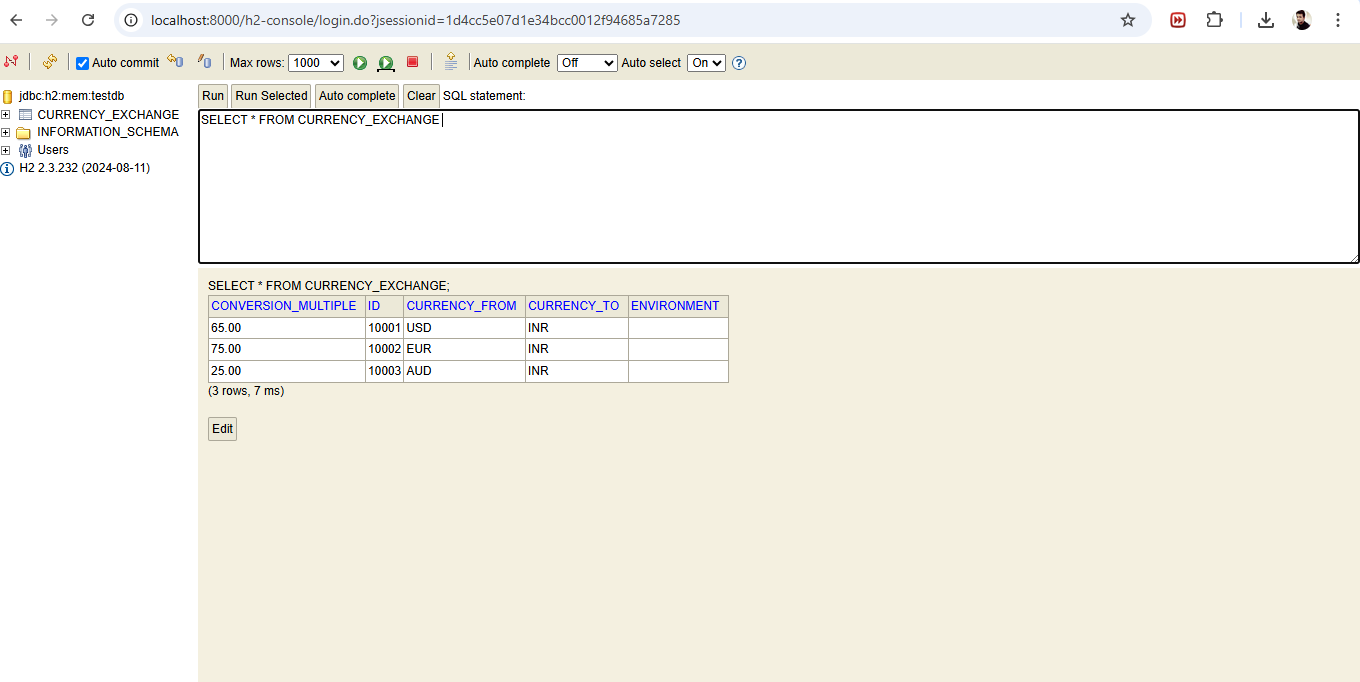 localhost:8000/h2-console/login.do?jsessionid=1d4cc5e07d1e34bcc0012f94685a7285
Auto commit Max rows: 1000 Auto complete Off Auto select On ?
jdbc:h2:mem:testdb
CURRENCY_EXCHANGE
INFORMATION_SCHEMA
Users
H2 2.3.232 (2024-08-11)
Run Run Selected Auto complete Clear SQL statement:
SELECT * FROM CURRENCY_EXCHANGE
SELECT * FROM CURRENCY_EXCHANGE;
CONVERSION_MULTIPLE ID CURRENCY_FROM CURRENCY_TO ENVIRONMENT
65.00 10001 USD INR
75.00 10002 EUR INR
25.00 10003 AUD INR
(3 rows, 7 ms)
Edit